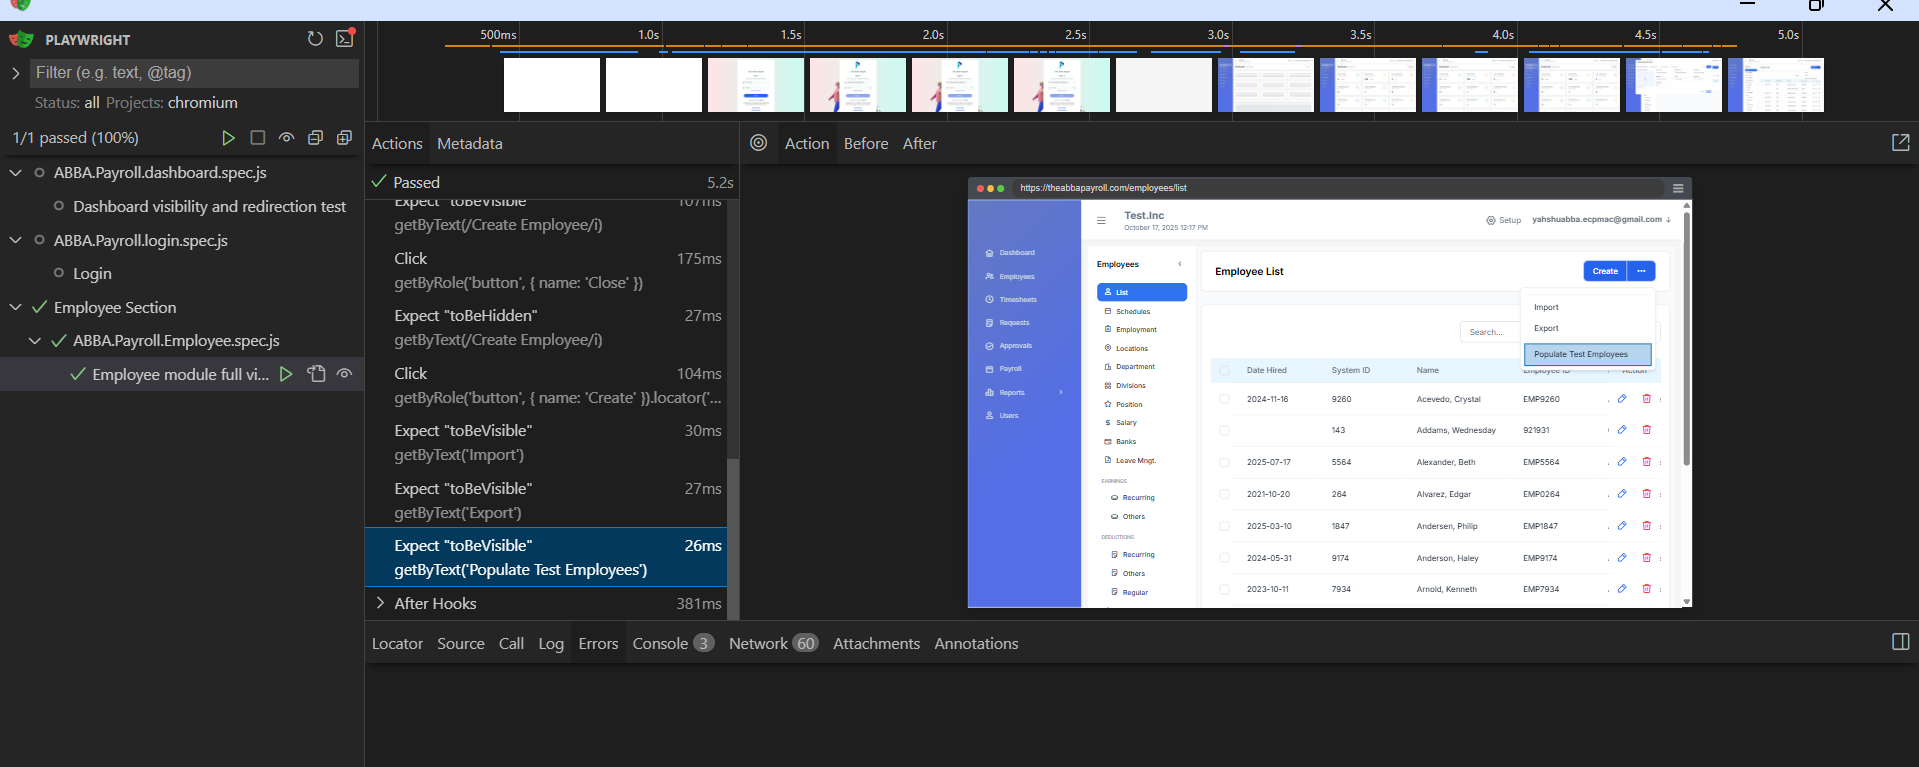 PLAYWRIGHT
Filter (e.g. text, @tag)
Status: all Projects: chromium
1/1 passed (100%)
ABBA.Payroll.dashboard.spec.js
Dashboard visibility and redirection test
ABBA.Payroll.login.spec.js
Login
Employee Section
ABBA.Payroll.Employee.spec.js
Employee module full vi...
500ms 1.0s 1.5s 2.0s 2.5s 3.0s 3.5s 4.0s 4.5s 5.0s
Actions Metadata
Passed 5.2s
Expect "toBeVisible" 107ms
getByText(/Create Employee/i)
Click 175ms
getByRole('button', { name: 'Close' })
Expect "toBeHidden" 27ms
getByText(/Create Employee/i)
Click 104ms
getByRole('button', { name: 'Create' }).locator('...
Expect "toBeVisible" 30ms
getByText('Import')
Expect "toBeVisible" 27ms
getByText('Export')
Expect "toBeVisible" 26ms
getByText('Populate Test Employees')
After Hooks 381ms
Action Before After
https://theabbapayroll.com/employees/list
Test.Inc
October 17, 2025 12:17 PM
Setup yahshuabba.ecpmac@gmail.com
Dashboard
Employees
Timesheets
Requests
Approvals
Payroll
Reports
Users
Employees
List
Schedules
Employment
Locations
Department
Divisions
Position
Salary
Banks
Leave Mngt.
EARNINGS
Recurring
Others
DEDUCTIONS
Recurring
Others
Regular
Employee List
Create ...
Import
Export
Populate Test Employees
Search...
Date Hired System ID Name Employee ID Action
2024-11-16 9260 Acevedo, Crystal EMP9260
143 Addams, Wednesday 921931
2025-07-17 5564 Alexander, Beth EMP5564
2021-10-20 264 Alvarez, Edgar EMP0264
2025-03-10 1847 Andersen, Philip EMP1847
2024-05-31 9174 Anderson, Haley EMP9174
2023-10-11 7934 Arnold, Kenneth EMP7934
Locator Source Call Log Errors Console 3 Network 60 Attachments Annotations